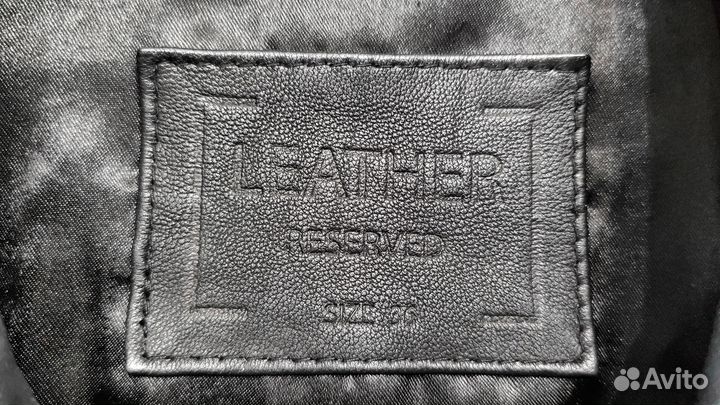 LEATHER
RESERVED
SIZE
Avito